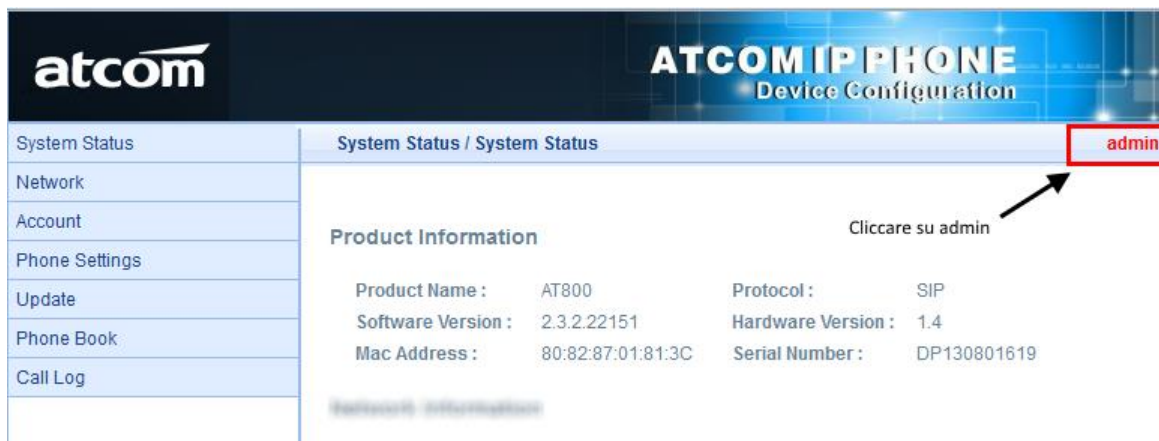 atcom
ATCOM IP PHONE
Device Configuration
System Status
System Status / System Status
admin
Network
Account
Phone Settings
Update
Phone Book
Call Log
Cliccare su admin
Product Information
Product Name : AT800 Protocol : SIP
Software Version : 2.3.2.22151 Hardware Version : 1.4
Mac Address : 80:82:87:01:81:3C Serial Number : DP130801619